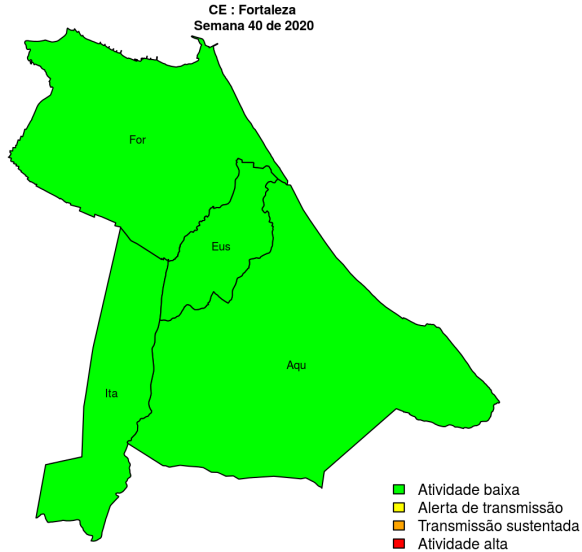 CE : Fortaleza
Semana 40 de 2020
For
Eus
Aqu
Ita
Atividade baixa
Alerta de transmissão
Transmissão sustentada
Atividade alta